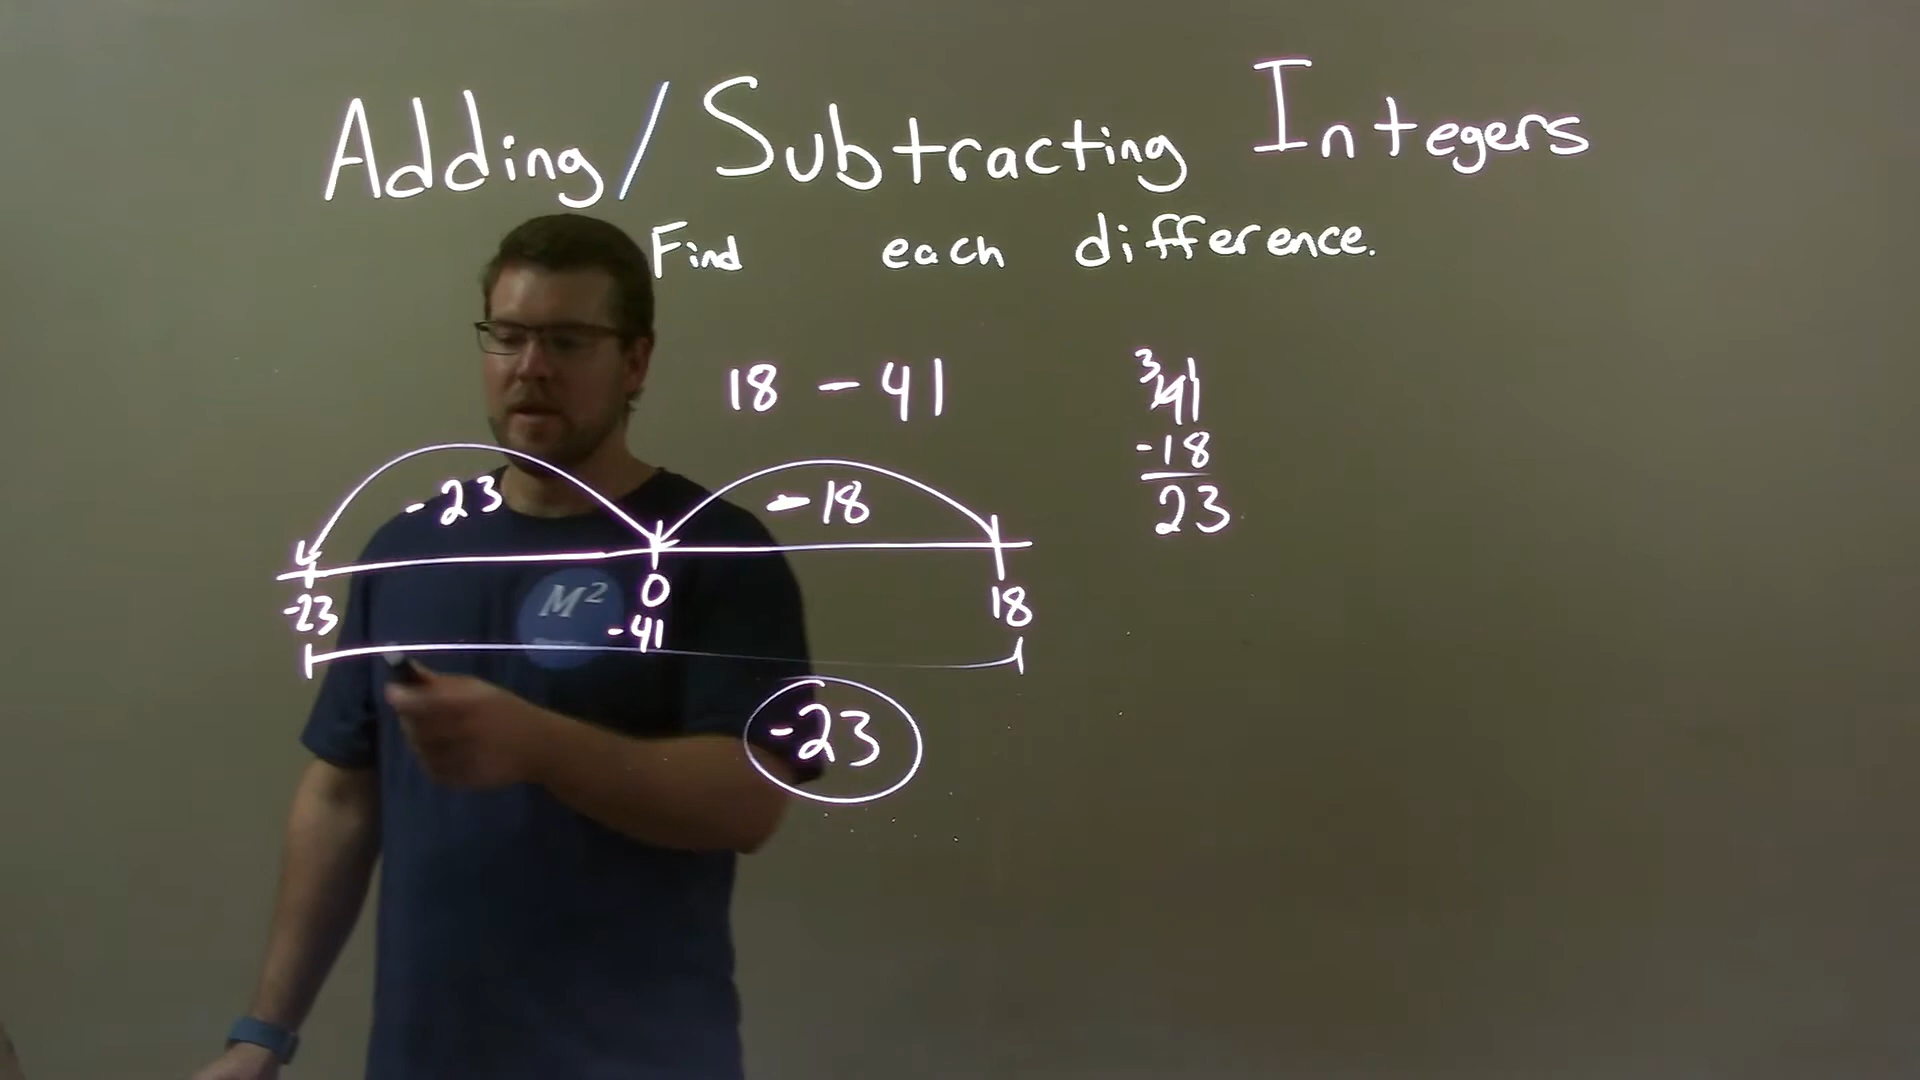 Adding/Subtracting Integers
Find each difference.
18 - 41
3
41
-18
23
-23
-18
-23
0
18
-41
M²
-23